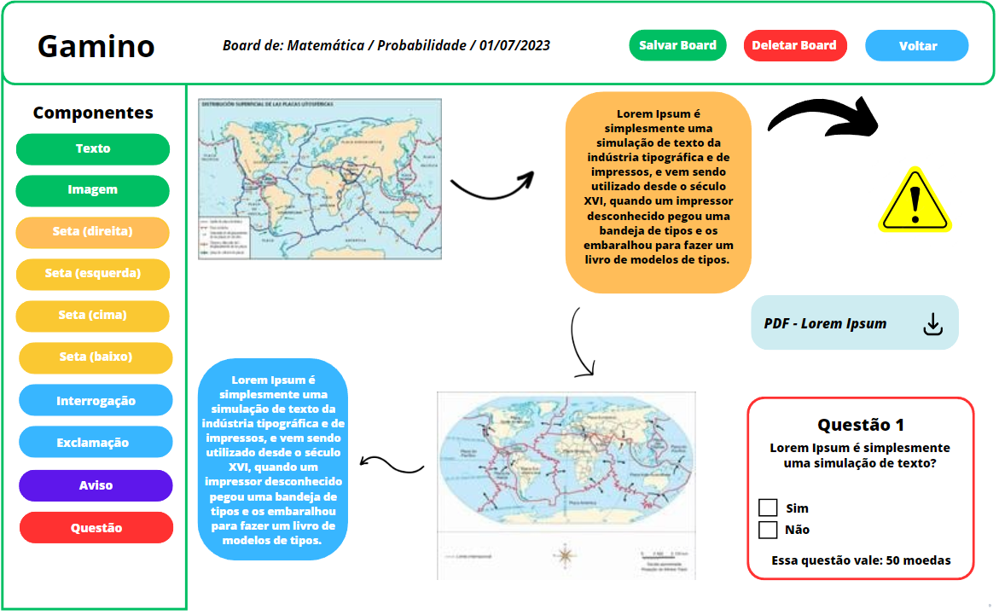 Gamino
Board de: Matemática / Probabilidade / 01/07/2023
Salvar Board
Deletar Board
Voltar
Componentes
Texto
Imagem
Seta (direita)
Seta (esquerda)
Seta (cima)
Seta (baixo)
Interrogação
Exclamação
Aviso
Questão
DISTRIBUCIÓN SUPERFICIAL DE LAS PLACAS LITOSFÉRICAS
Lorem Ipsum é
simplesmente uma
simulação de texto da
indústria tipográfica e de
impressos, e vem sendo
utilizado desde o século
XVI, quando um impressor
desconhecido pegou uma
bandeja de tipos e os
embaralhou para fazer um
livro de modelos de tipos.
PDF - Lorem Ipsum
Lorem Ipsum é
simplesmente uma
simulação de texto da
indústria tipográfica e de
impressos, e vem sendo
utilizado desde o século
XVI, quando um
impressor desconhecido
pegou uma bandeja de
tipos e os embaralhou
para fazer um livro de
modelos de tipos.
Questão 1
Lorem Ipsum é simplesmente
uma simulação de texto?
Sim
Não
Essa questão vale: 50 moedas